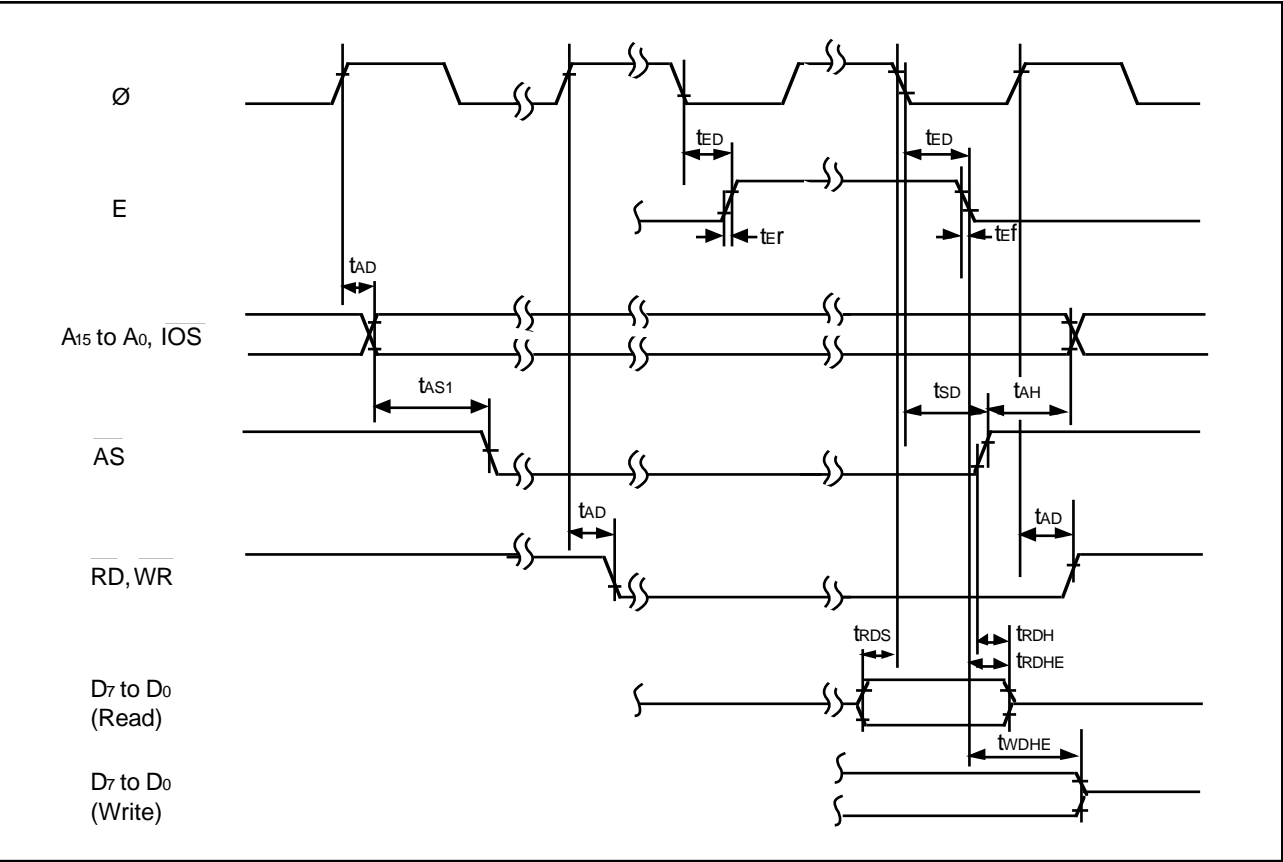 Ø
tED
tED
E
tEr
tEf
tAD
A15 to A0, IOS
tAS1
tSD
tAH
AS
tAD
tAD
RD, WR
tRDS
tRDH
tRDHE
D7 to D0
(Read)
tWDHE
D7 to D0
(Write)